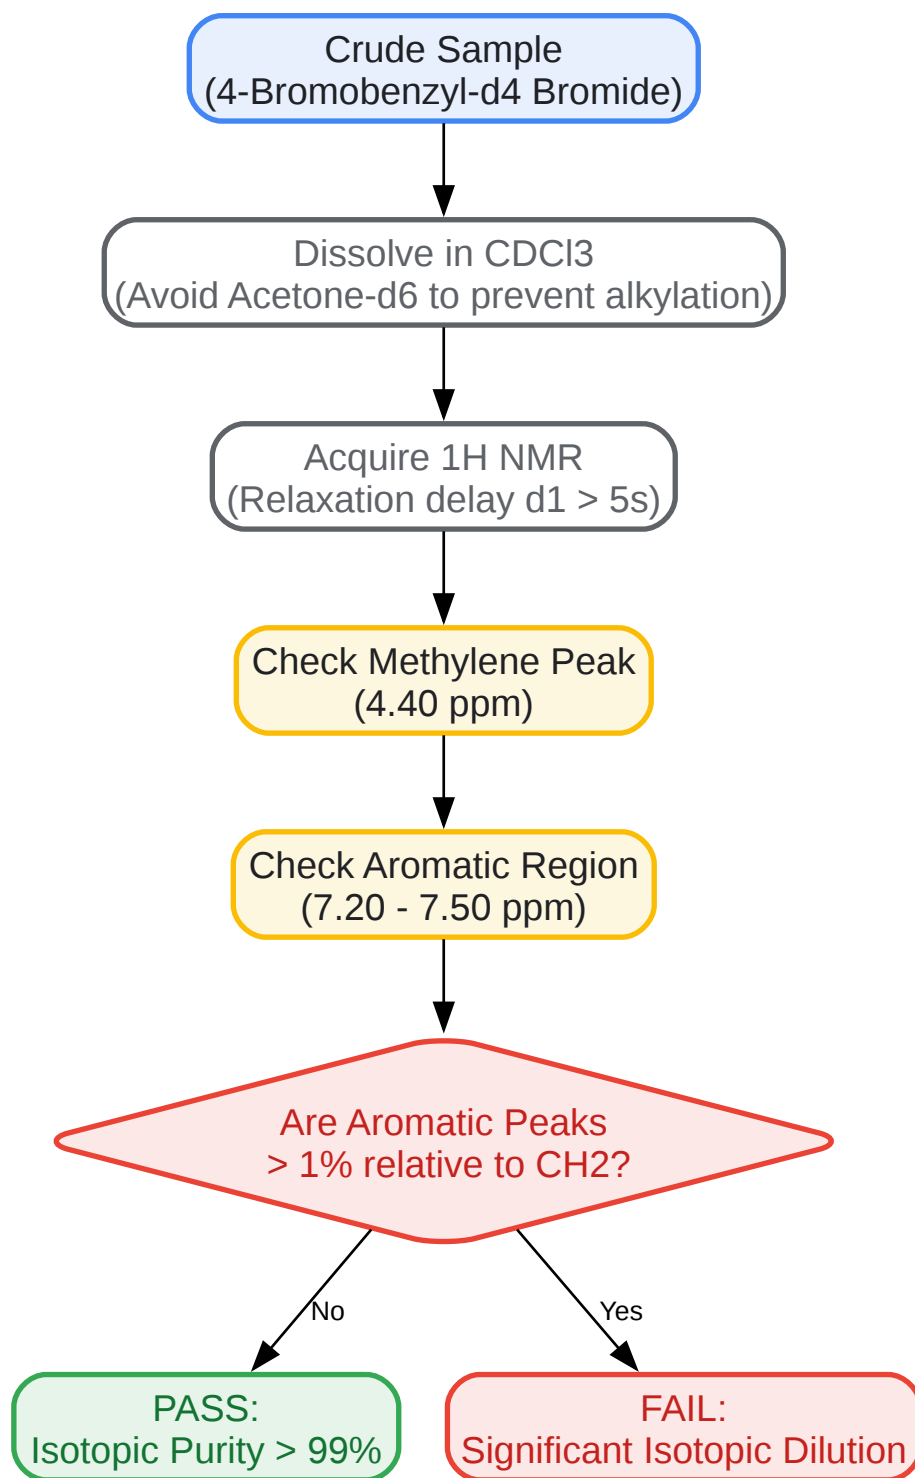 Crude Sample
(4-Bromobenzyl-d4 Bromide)
Dissolve in CDCl3
(Avoid Acetone-d6 to prevent alkylation)
Acquire 1H NMR
(Relaxation delay d1 > 5s)
Check Methylene Peak
(4.40 ppm)
Check Aromatic Region
(7.20 - 7.50 ppm)
Are Aromatic Peaks
> 1% relative to CH2?
No
Yes
PASS:
Isotopic Purity > 99%
FAIL:
Significant Isotopic Dilution